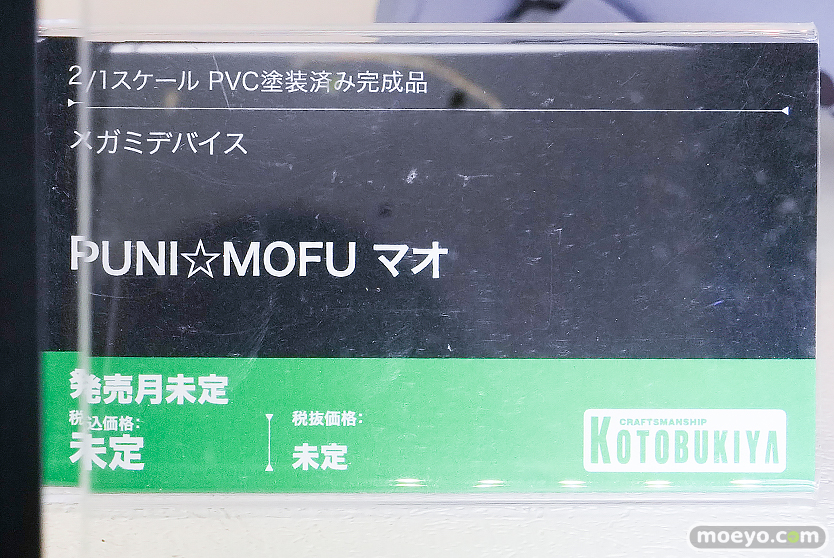 2/1スケール PVC塗装済み完成品
メガミデバイス
PUNI☆MOFU マオ
発売月未定
税込価格:
未定
税抜価格:
未定
CRAFTSMANSHIP
KOTOBUKIYA
moeyo.com